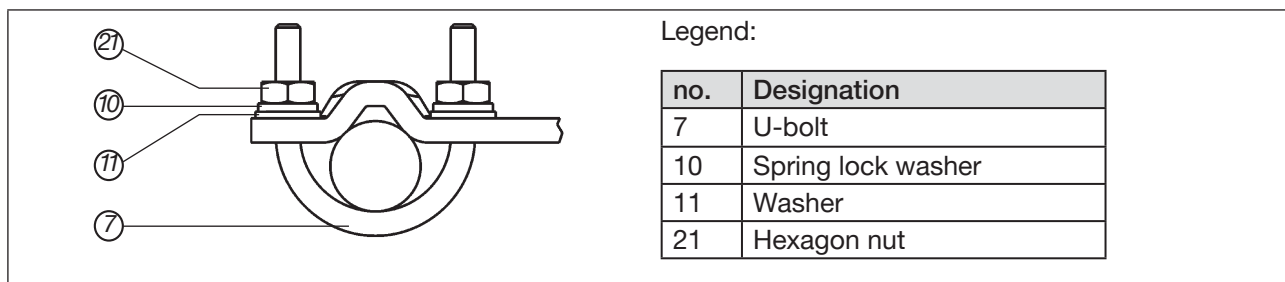 21
10
11
7
Legend:
no. Designation
7 U-bolt
10 Spring lock washer
11 Washer
21 Hexagon nut